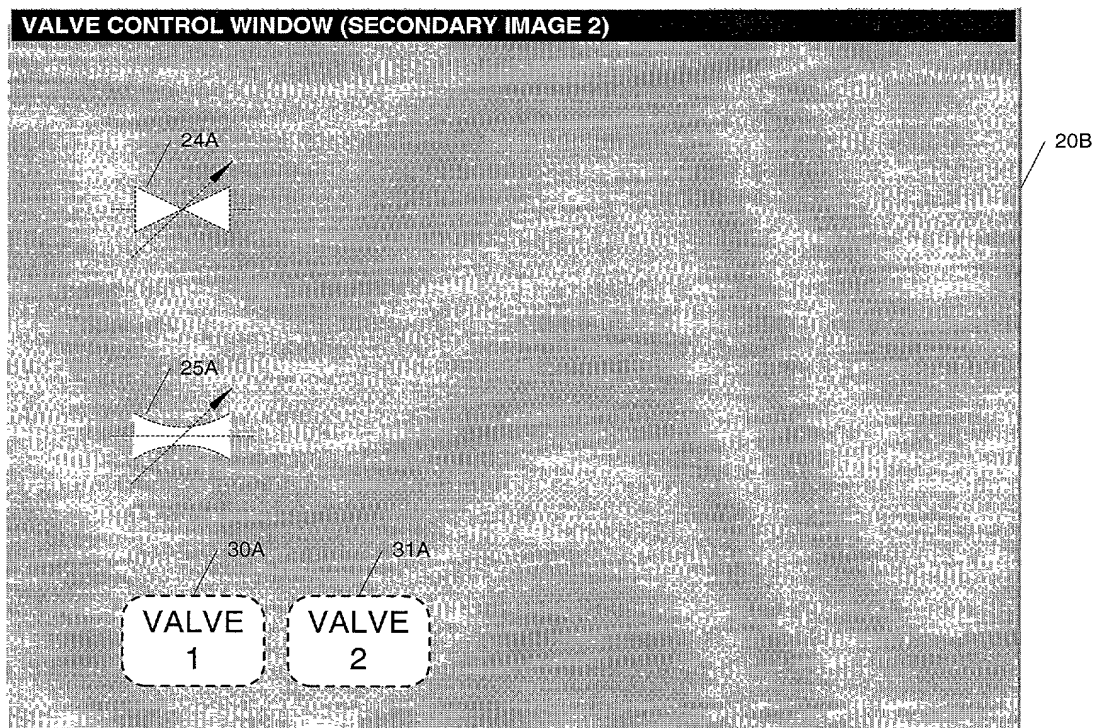 VALVE CONTROL WINDOW (SECONDARY IMAGE 2)
24A
20B
25A
30A
31A
VALVE
1
VALVE
2